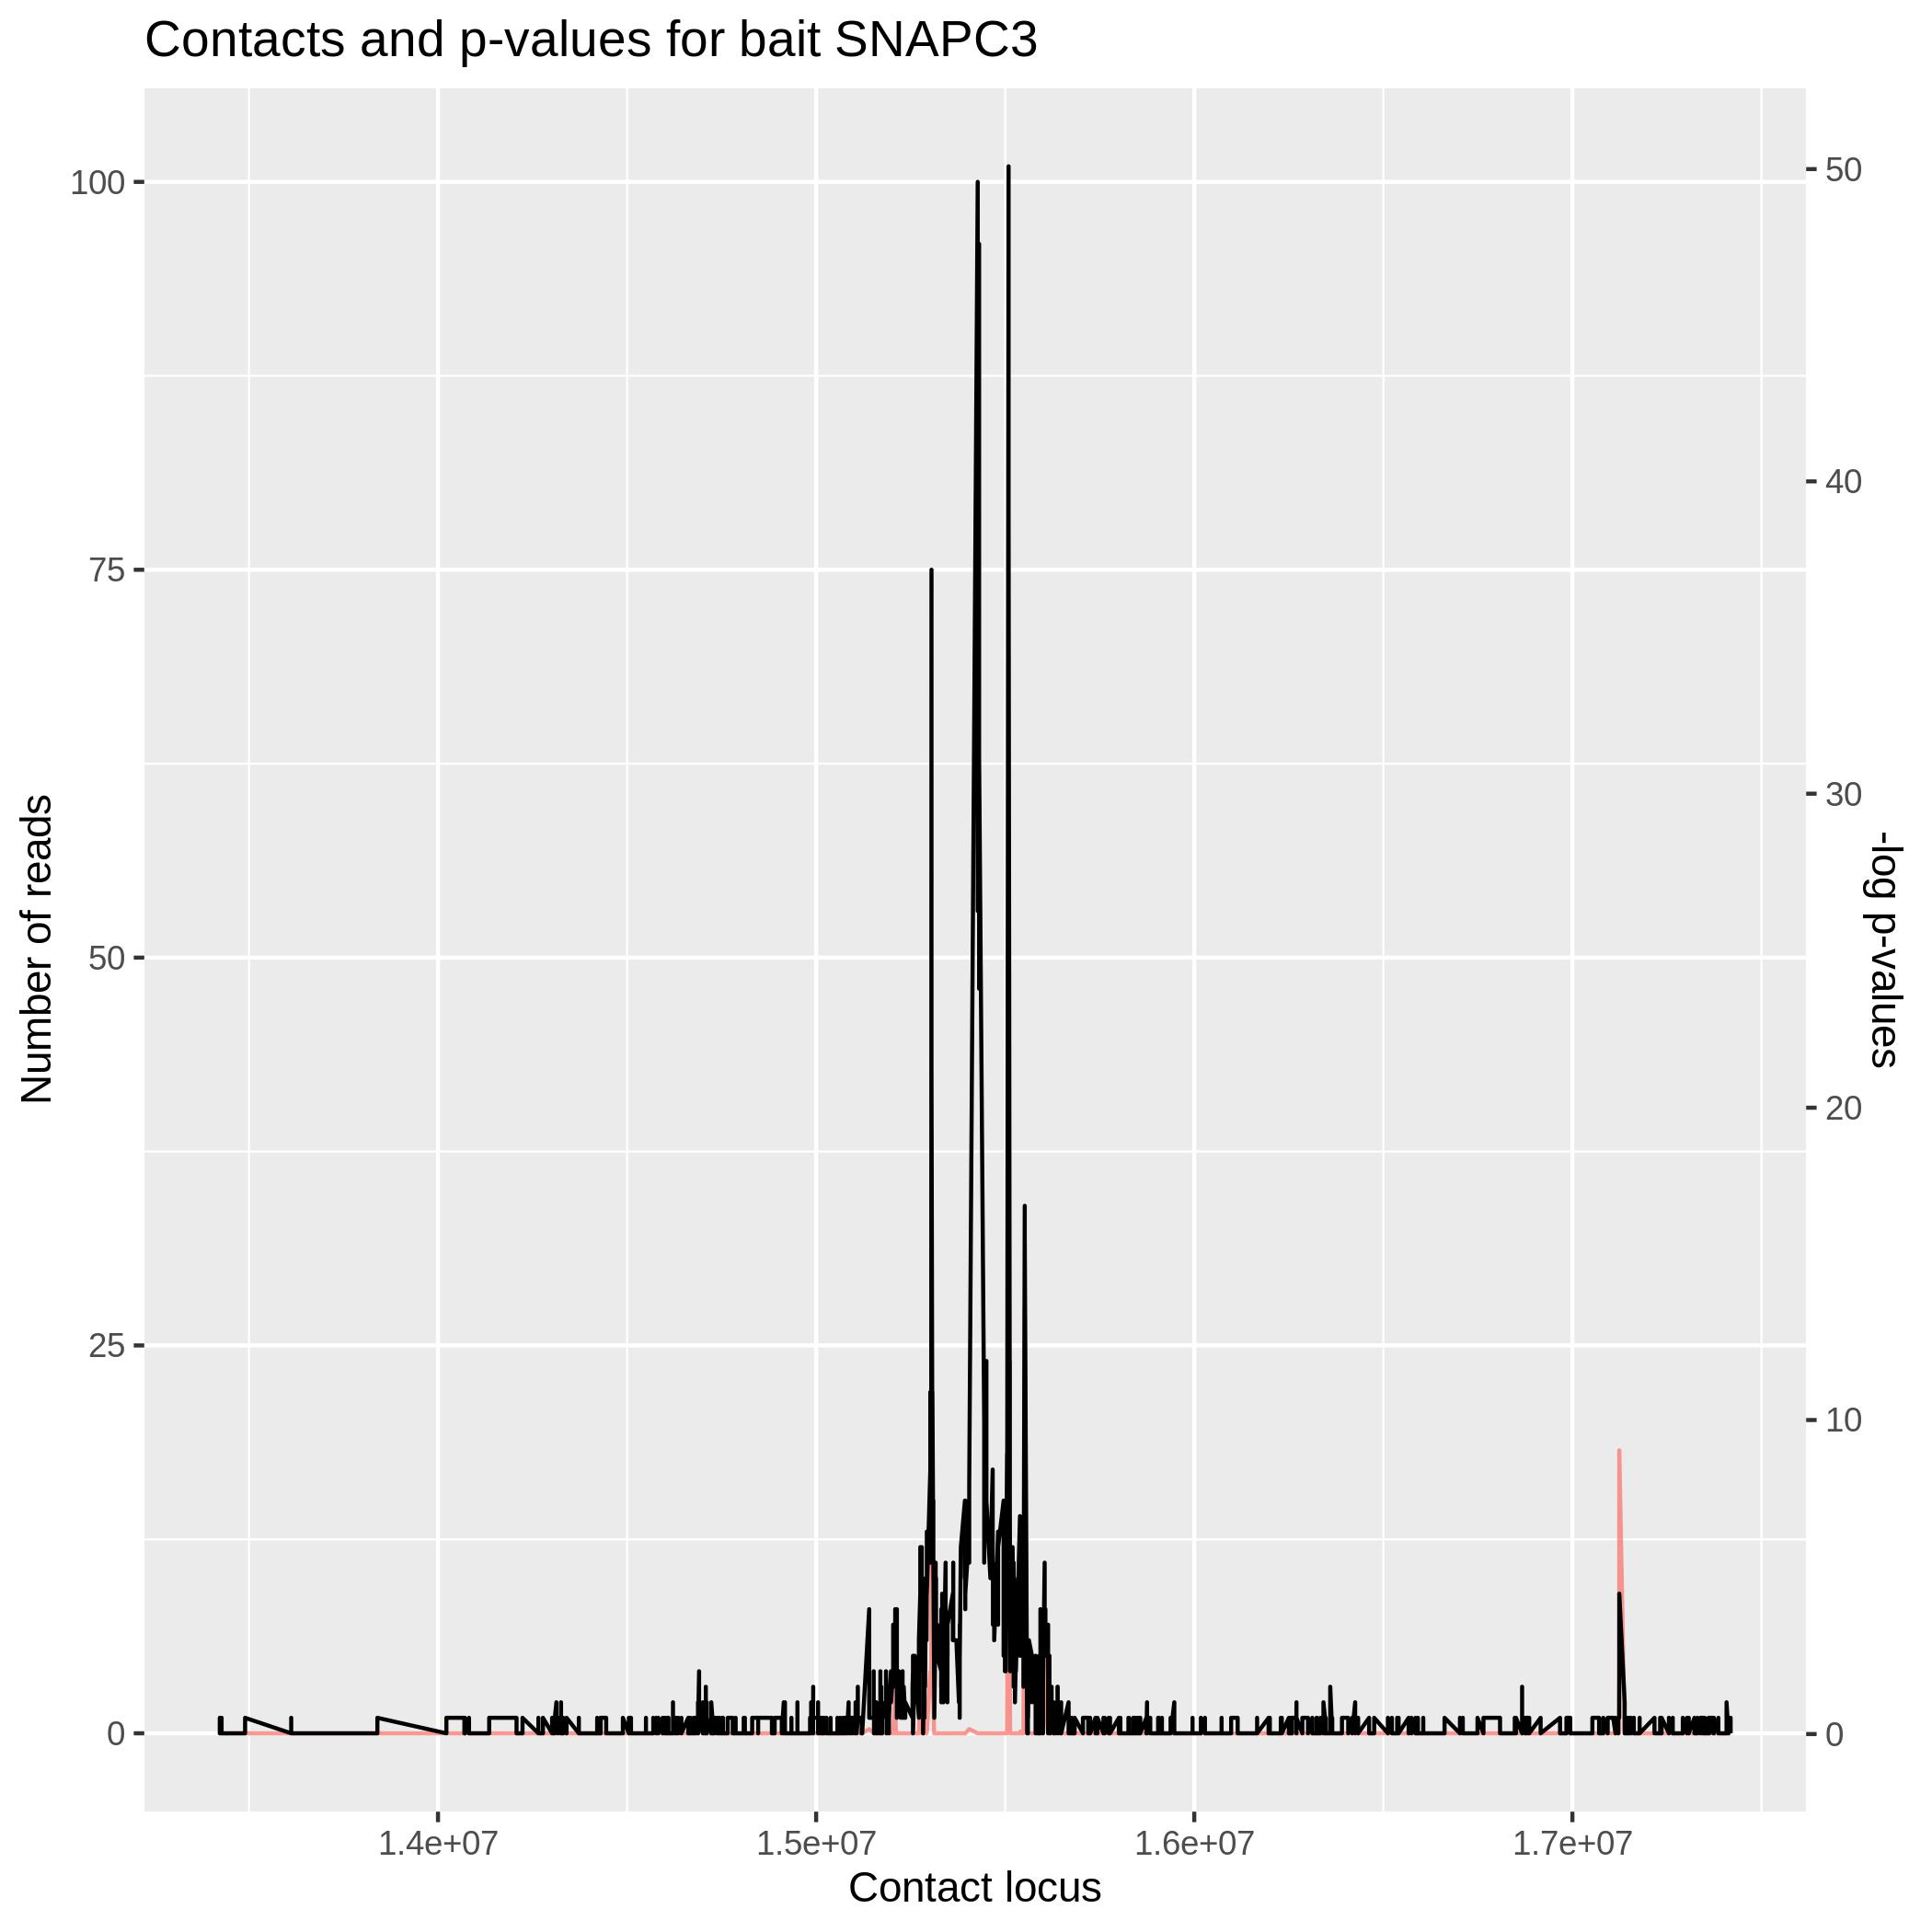 Contacts and p-values for bait SNAPC3
100
75
50
25
0
Number of reads
50
40
30
20
10
0
-log p-values
1.4e+07
1.5e+07
1.6e+07
1.7e+07
Contact locus